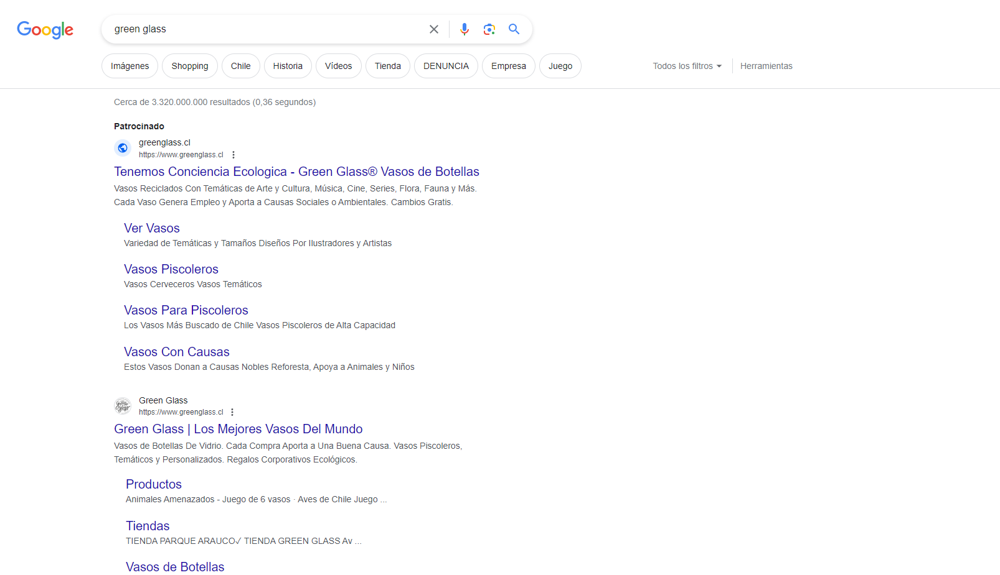 Google
green glass
Imágenes Shopping Chile Historia Vídeos Tienda DENUNCIA Empresa Juego Todos los filtros Herramientas
Cerca de 3.320.000.000 resultados (0,36 segundos)
Patrocinado
greenglass.cl
https://www.greenglass.cl
Tenemos Conciencia Ecologica - Green Glass® Vasos de Botellas
Vasos Reciclados Con Temáticas de Arte y Cultura, Música, Cine, Series, Flora, Fauna y Más.
Cada Vaso Genera Empleo y Aporta a Causas Sociales o Ambientales. Cambios Gratis.
Ver Vasos
Variedad de Temáticas y Tamaños Diseños Por Ilustradores y Artistas
Vasos Piscoleros
Vasos Cerveceros Vasos Temáticos
Vasos Para Piscoleros
Los Vasos Más Buscado de Chile Vasos Piscoleros de Alta Capacidad
Vasos Con Causas
Estos Vasos Donan a Causas Nobles Reforesta, Apoya a Animales y Niños
green glass
Green Glass
https://www.greenglass.cl
Green Glass | Los Mejores Vasos Del Mundo
Vasos de Botellas De Vidrio. Cada Compra Aporta a Una Buena Causa. Vasos Piscoleros,
Temáticos y Personalizados. Regalos Corporativos Ecológicos.
Productos
Animales Amenazados - Juego de 6 vasos · Aves de Chile Juego ...
Tiendas
TIENDA PARQUE ARAUCO✓ TIENDA GREEN GLASS Av ...
Vasos de Botellas